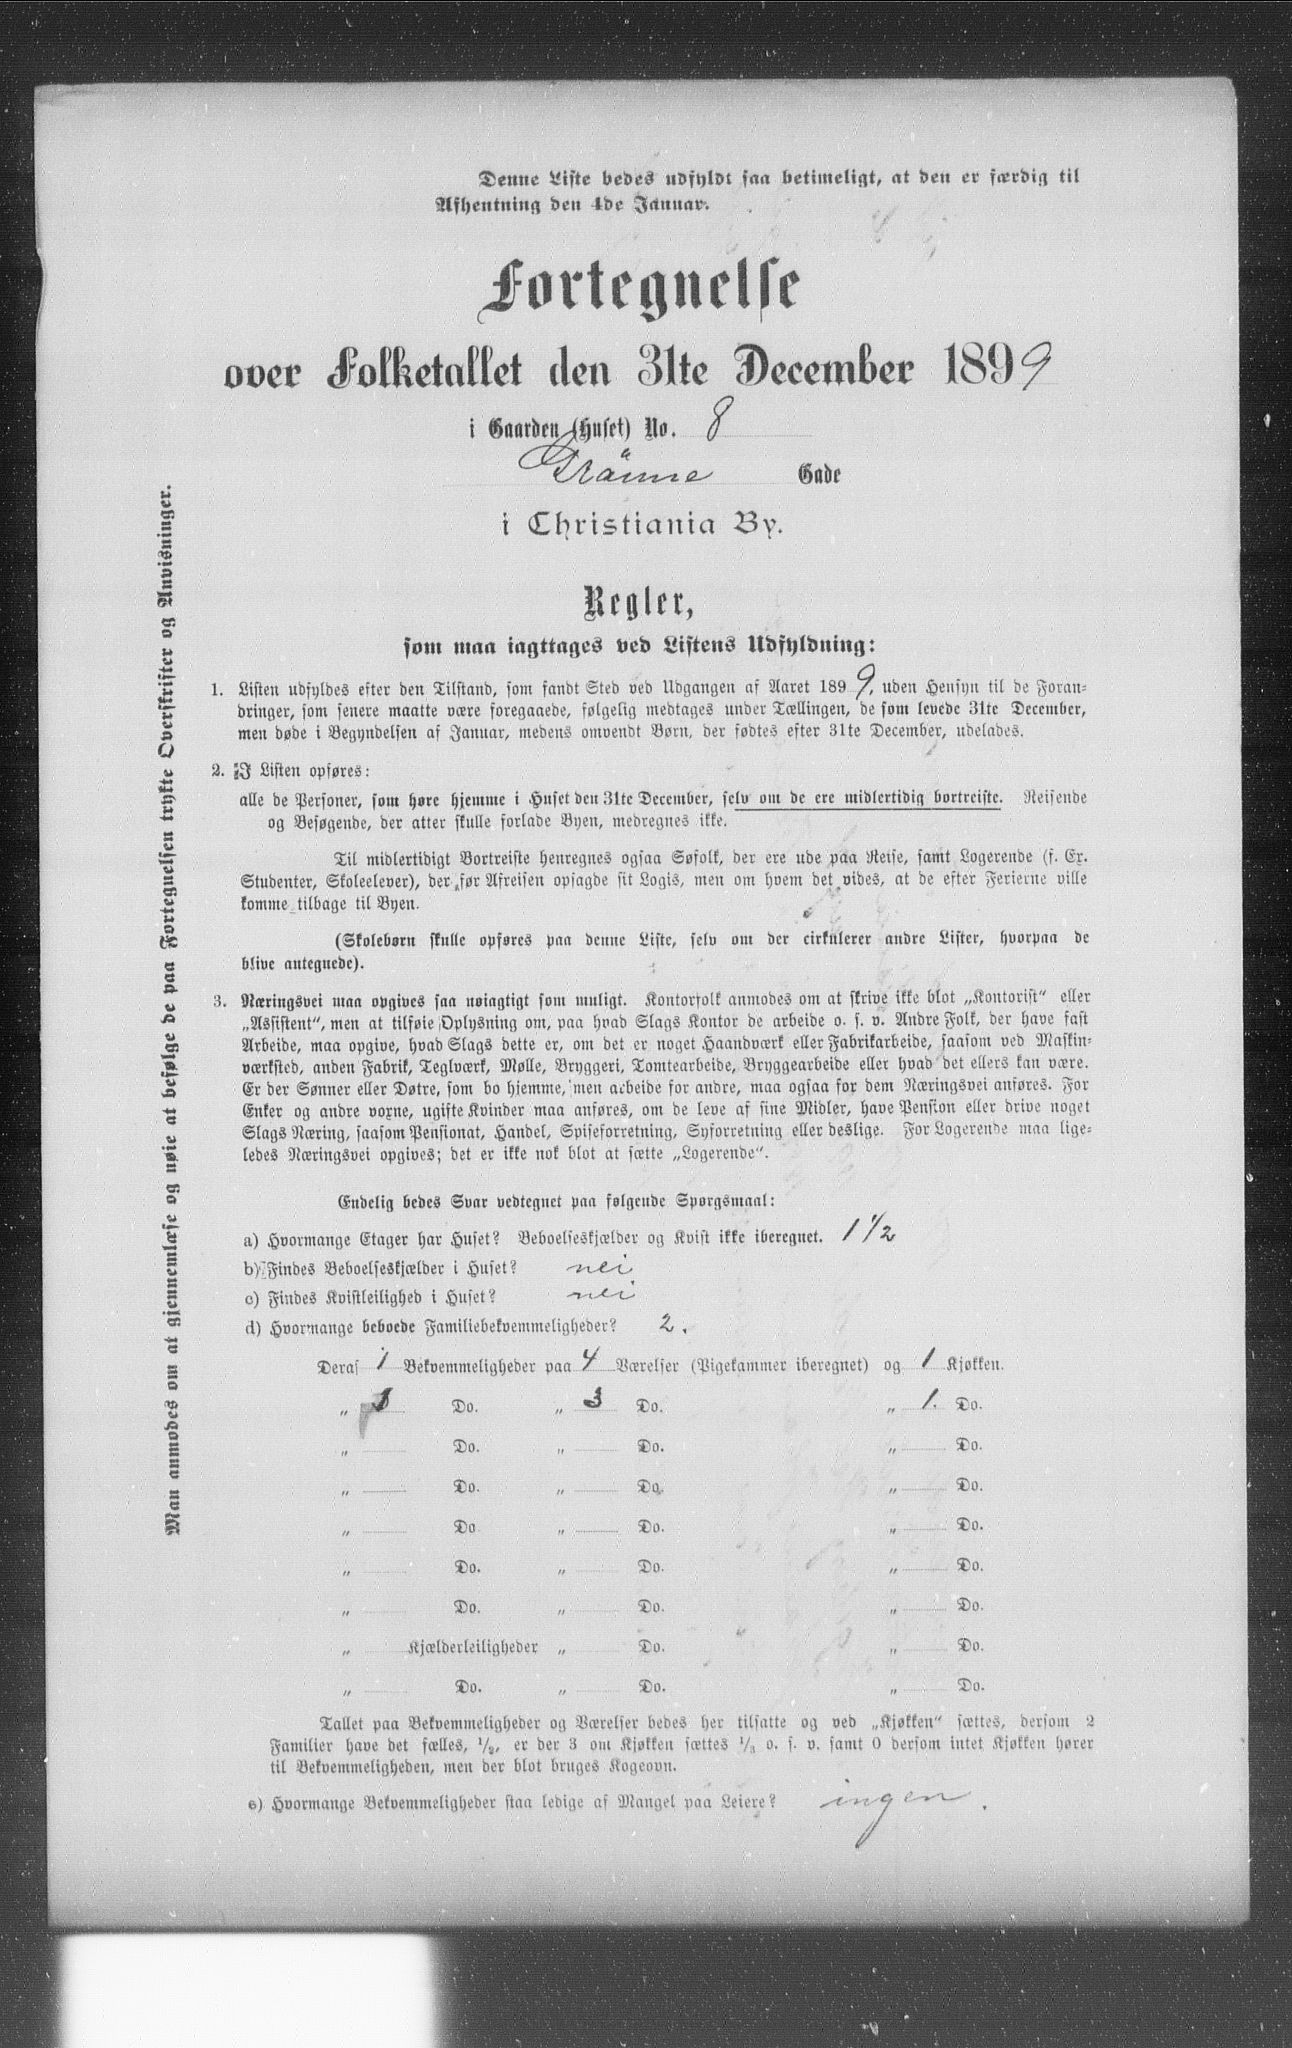 Denne Liste bedes udfyldt saa betimeligt, at den er færdig til
Afhentning den 4de Januar.
Fortegnelse
over Folketallet den 31te December 1899
i Gaarden (Huset) No. 8
Grönne Gade
i Christiania By.
Regler,
som maa iagttages ved Listens Udfyldning:
1. Listen udfyldes efter den Tilstand, som fandt Sted ved Udgangen af Aaret 1899, uden Hensyn til de Foran-
dringer, som senere maatte være foregaaede, følgelig medtages under Tællingen, de som levede 31te December,
men døde i Begyndelsen af Januar, medens omvendt Børn, der fødtes efter 31te December, udelades.
2. I Listen opføres:
alle de Personer, som høre hjemme i Huset den 31te December, selv om de ere midlertidig bortreiste. Reisende
og Besøgende, der atter skulle forlade Byen, medregnes ikke.
Til midlertidigt Bortreiste henregnes ogsaa Søfolk, der ere ude paa Reise, samt Logerende (f. Ex.
Studenter, Skoleelever), der før Afreisen opsagde sit Logis, men om hvem det vides, at de efter Ferierne ville
komme tilbage til Byen.
(Skolebørn skulle opføres paa denne Liste, selv om der cirkulerer andre Lister, hvorpaa de
blive antegnede).
3. Næringsvei maa opgives saa nøiagtigt som muligt. Kontorfolk anmodes om at skrive ikke blot „Kontorist“ eller
„Assistent“, men at tilføie Oplysning om, paa hvad Slags Kontor de arbeide o. s. v. Andre Folk, der have fast
Arbeide, maa opgive, hvad Slags dette er, om det er noget Haandværk eller Fabrikarbeide, saasom ved Maskin-
værksted, anden Fabrik, Teglværk, Mølle, Bryggeri, Tomtearbeide, Bryggearbeide eller hvad det ellers kan være.
Er der Sønner eller Døtre, som bo hjemme, men arbeide for andre, maa ogsaa for dem Næringsvei anføres. For
Enker og andre voxne, ugifte Kvinder maa anføres, om de leve af sine Midler, have Pension eller drive noget
Slags Næring, saasom Pensionat, Handel, Spiseforretning, Syforretning eller deslige. For Logerende maa lige-
ledes Næringsvei opgives; det er ikke nok blot at sætte „Logerende“.
Endelig bedes Svar vedtegnet paa følgende Spørgsmaal:
a) Hvormange Etager har Huset? Beboelseskjælder og Kvist ikke iberegnet. 1 1/2
b) Findes Beboelseskjælder i Huset? nei
c) Findes Kvistleilighed i Huset? nei
d) Hvormange beboede Familiebekvemmeligheder? 2.
Deraf 1 Bekvemmeligheder paa 4 Værelser (Pigekammer iberegnet) og 1 Kjøkken.
„ 1 Do. „ 3 Do. „ 1. Do.
„ Do. „ Do. „ Do.
„ Do. „ Do. „ Do.
„ Do „ Do. „ Do.
„ Do. „ Do. „ Do.
„ Do. „ Do. „ Do.
„ Kjælderleiligheder „ Do. „ Do.
„ Do. „ Do. „ Do.
Tallet paa Bekvemmeligheder og Værelser bedes her tilsatte og ved „Kjøkken“ sættes, dersom 2
Familier have det fælles, 1/2, er der 3 om Kjøkken sættes 1/3 o. s. v. samt 0 dersom intet Kjøkken hører
til Bekvemmeligheden, men der blot bruges Kogeovn.
e) Hvormange Bekvemmeligheder staa ledige af Mangel paa Leiere? ingen.
Man anmodes om at gjennemlæse og nøie at befølge de paa Fortegnelsen trykte Overskrifter og Anvisninger.